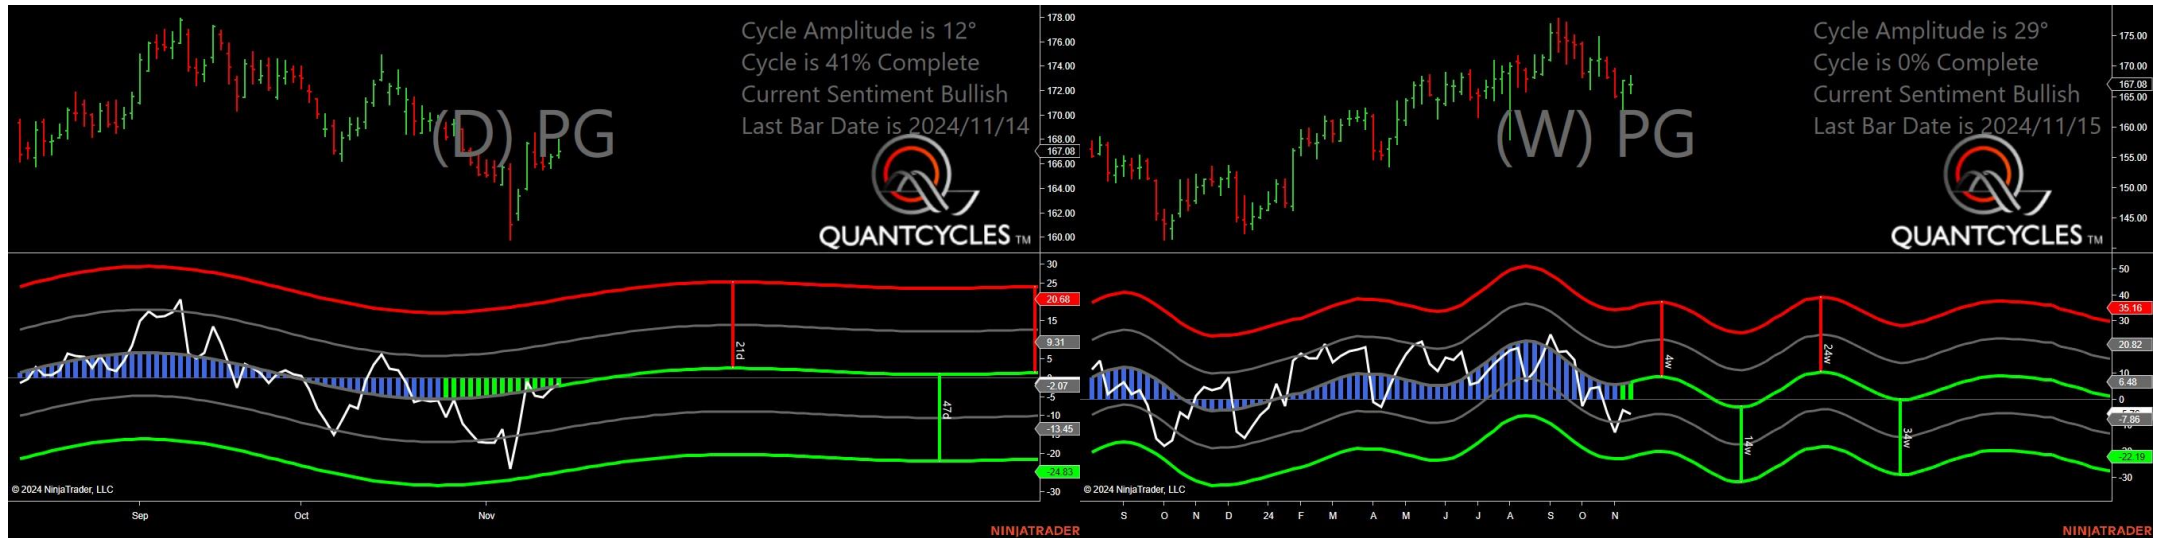 Cycle Amplitude is 12°
Cycle is 41% Complete
Current Sentiment Bullish
Last Bar Date is 2024/11/14
(D) PG
QUANTCYCLES TM
178.00
176.00
174.00
172.00
170.00
168.00
167.08
166.00
164.00
162.00
160.00
30
25
20.68
15
9.31
5
-2.07
-5
-10
-13.45
-20
-24.83
-30
21d
47d
© 2024 NinjaTrader, LLC
Sep Oct Nov
NINJATRADER
Cycle Amplitude is 29°
Cycle is 0% Complete
Current Sentiment Bullish
Last Bar Date is 2024/11/15
(W) PG
QUANTCYCLES TM
175.00
170.00
167.08
165.00
160.00
155.00
150.00
145.00
50
40
35.16
30
20.82
10
6.48
0
-7.86
-22.19
-30
4w
14w
24w
34w
© 2024 NinjaTrader, LLC
S O N D 24 F M A M J J A S O N
NINJATRADER